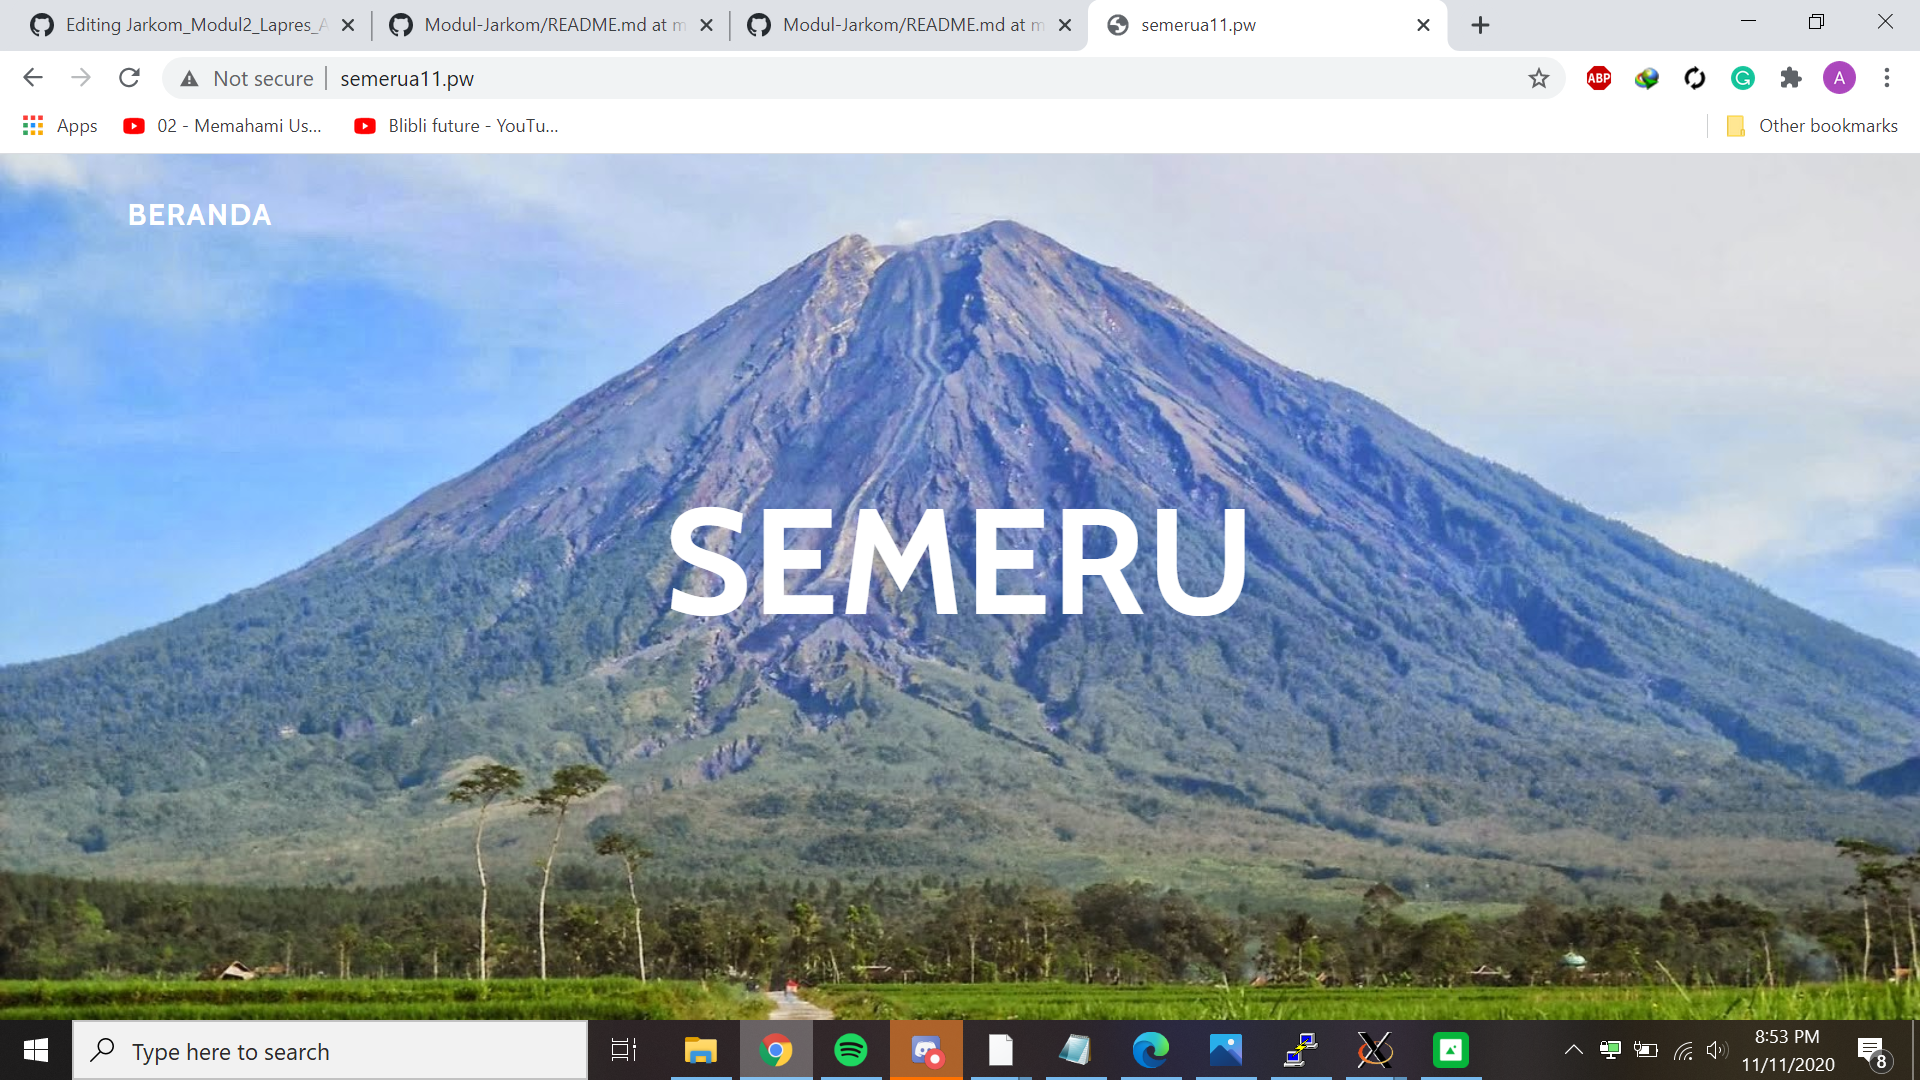 Editing Jarkom_Modul2_Lapres_A
Modul-Jarkom/README.md at m
Modul-Jarkom/README.md at m
semerua11.pw
Not secure
semerua11.pw
ABP
G
A
Apps
02 - Memahami Us...
Blibli future - YouTu...
Other bookmarks
BERANDA
SEMERU
Type here to search
8:53 PM
11/11/2020
8